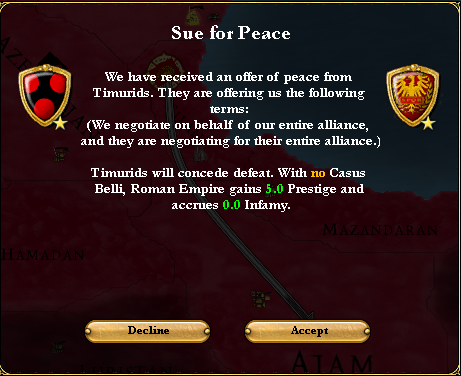 Sue for Peace
We have received an offer of peace from
Timurids. They are offering us the following
terms:
(We negotiate on behalf of our entire alliance,
and they are negotiating for their entire alliance.)
Timurids will concede defeat. With no Casus
Belli, Roman Empire gains 5.0 Prestige and
accrues 0.0 Infamy.
MAZANDARAN
HAMADAN
Decline
Accept
AJAM